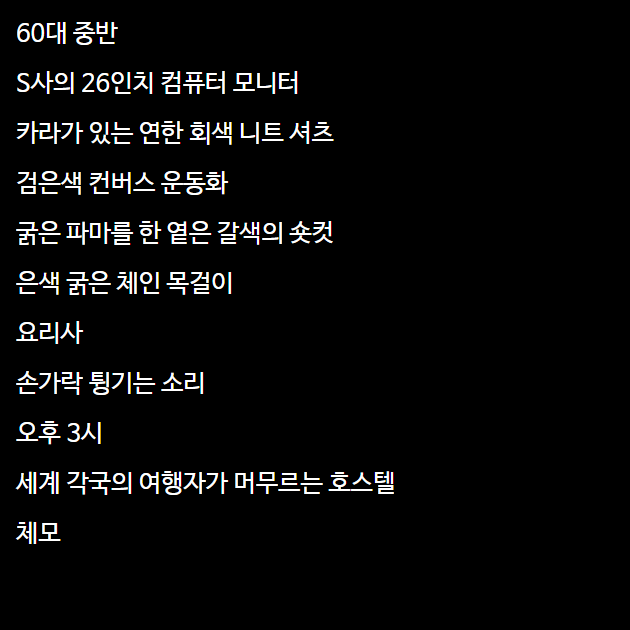 60대 중반
S사의 26인치 컴퓨터 모니터
카라가 있는 연한 회색 니트 셔츠
검은색 컨버스 운동화
굵은 파마를 한 옅은 갈색의 숏컷
은색 굵은 체인 목걸이
요리사
손가락 튕기는 소리
오후 3시
세계 각국의 여행자가 머무르는 호스텔
체모